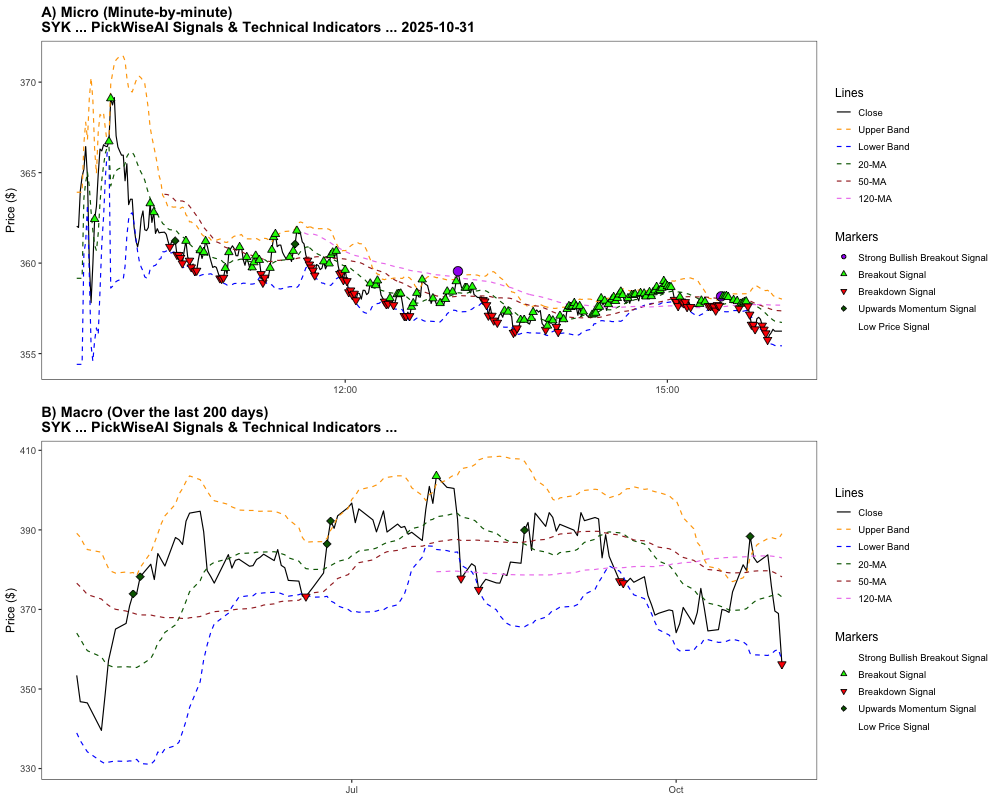 A) Micro (Minute-by-minute)
SYK ... PickWiseAI Signals & Technical Indicators ... 2025-10-31
Price ($)
370
365
360
355
12:00
15:00
Lines
Close
Upper Band
Lower Band
20-MA
50-MA
120-MA
Markers
Strong Bullish Breakout Signal
Breakout Signal
Breakdown Signal
Upwards Momentum Signal
Low Price Signal
B) Macro (Over the last 200 days)
SYK ... PickWiseAI Signals & Technical Indicators ...
Price ($)
410
390
370
350
330
Jul
Oct
Lines
Close
Upper Band
Lower Band
20-MA
50-MA
120-MA
Markers
Strong Bullish Breakout Signal
Breakout Signal
Breakdown Signal
Upwards Momentum Signal
Low Price Signal